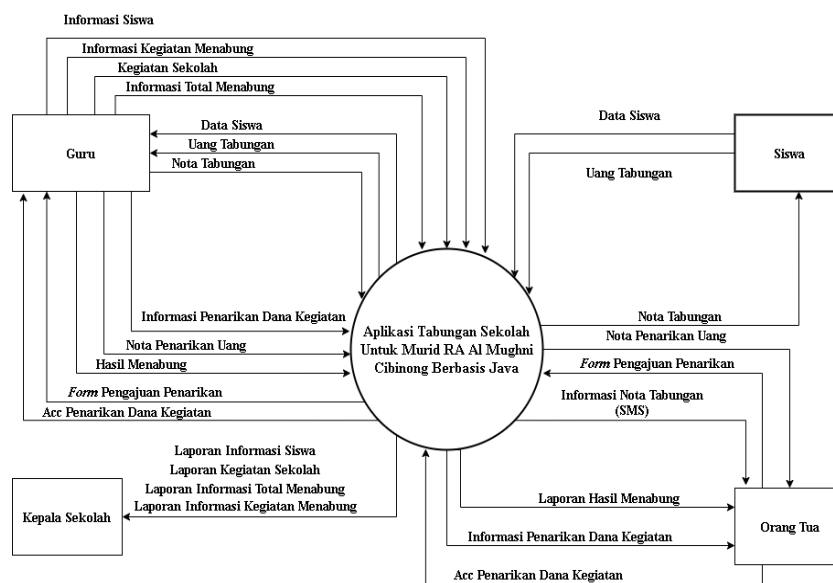 Informasi Siswa
Informasi Kegiatan Menabung
Kegiatan Sekolah
Informasi Total Menabung
Data Siswa
Uang Tabungan
Nota Tabungan
Guru
Data Siswa
Uang Tabungan
Siswa
Informasi Penarikan Dana Kegiatan
Nota Penarikan Uang
Hasil Menabung
Form Pengajuan Penarikan
Acc Penarikan Dana Kegiatan
Aplikasi Tabungan Sekolah
Untuk Murid RA Al Mughni
Cibinong Berbasis Java
Nota Tabungan
Nota Penarikan Uang
Form Pengajuan Penarikan
Informasi Nota Tabungan
(SMS)
Laporan Informasi Siswa
Laporan Kegiatan Sekolah
Laporan Informasi Total Menabung
Laporan Informasi Kegiatan Menabung
Kepala Sekolah
Laporan Hasil Menabung
Informasi Penarikan Dana Kegiatan
Orang Tua
Acc Penarikan Dana Kegiatan